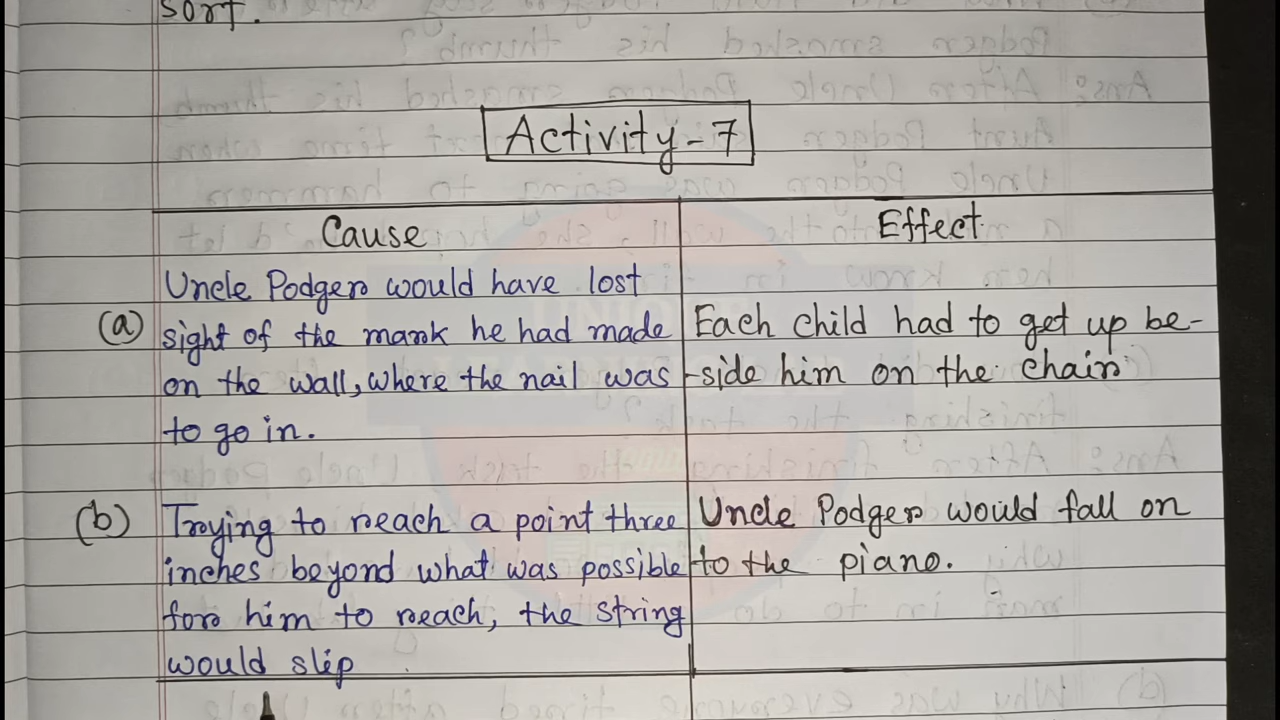 sort.
Activity-7
Cause Effect
Uncle Podger would have lost
(a) sight of the mark he had made Each child had to get up be-
on the wall, where the nail was -side him on the chair
to go in.
(b) Trying to reach a point three Uncle Podger would fall on
inches beyond what was possible to the piano.
for him to reach, the string
would slip